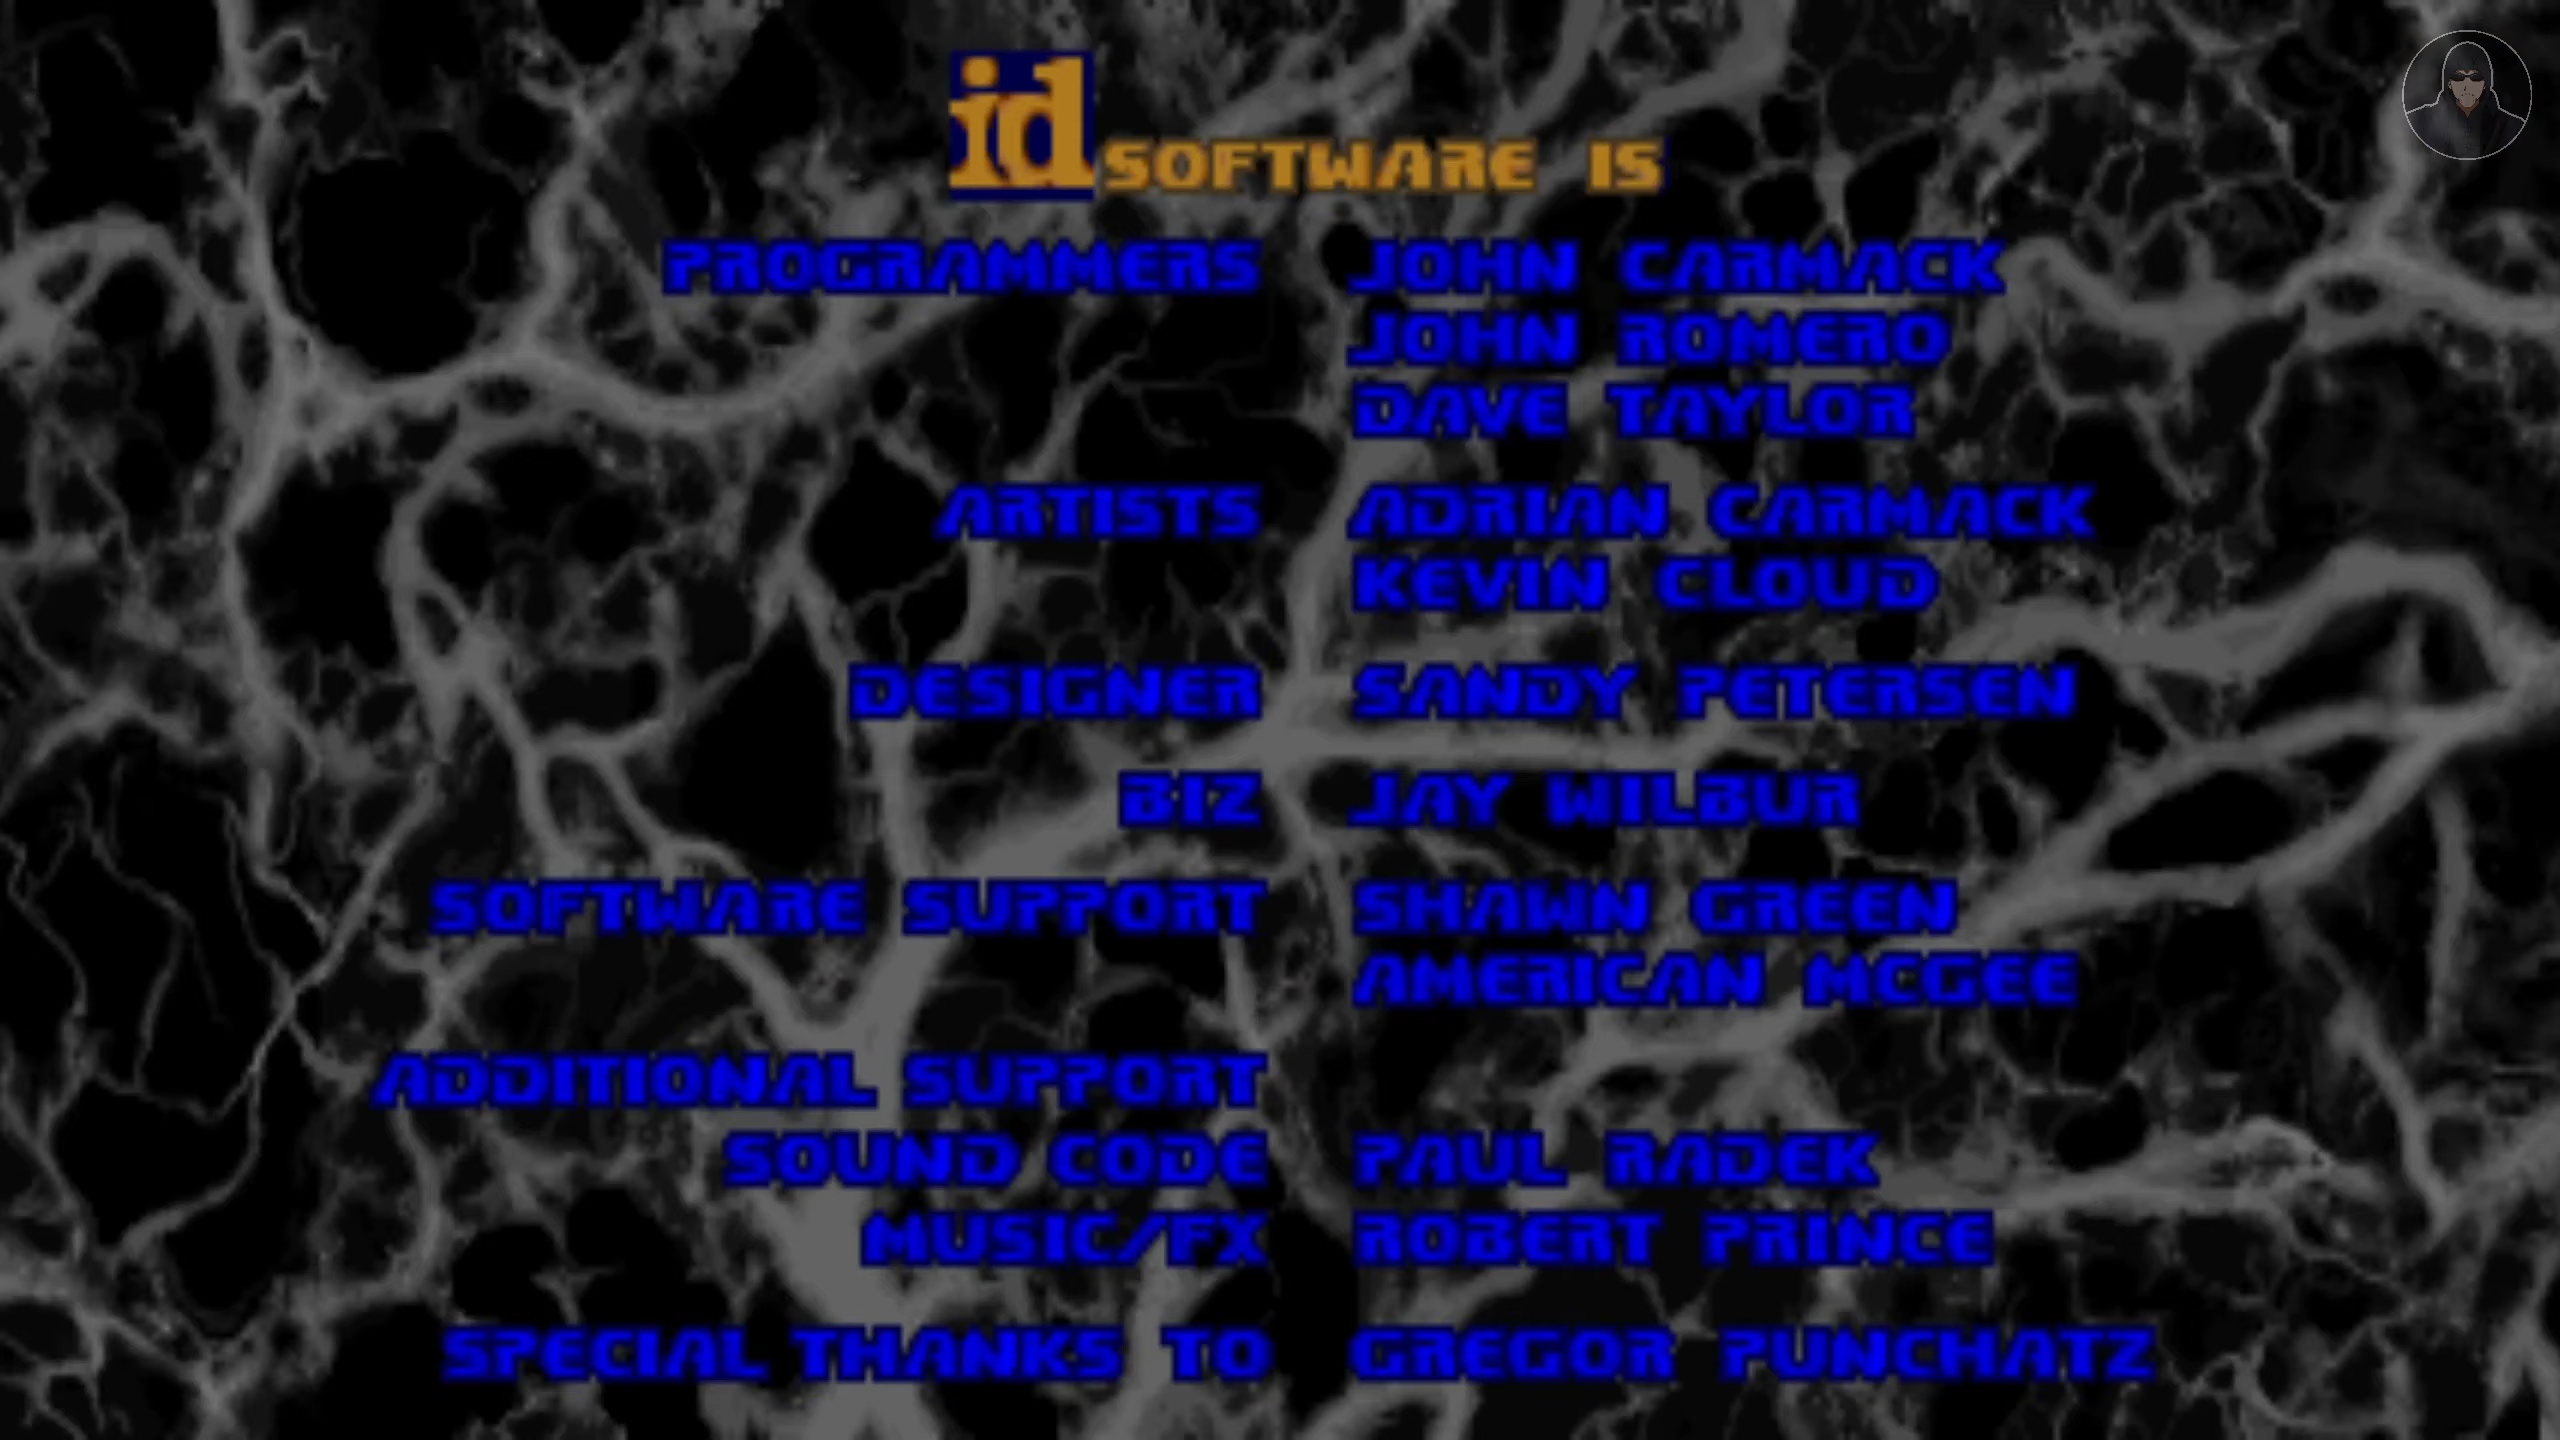 id SOFTWARE IS
PROGRAMMERS JOHN CARMACK
JOHN ROMERO
DAVE TAYLOR
ARTISTS ADRIAN CARMACK
KEVIN CLOUD
DESIGNER SANDY PETERSEN
BIZ JAY WILBUR
SOFTWARE SUPPORT SHAWN GREEN
AMERICAN MCGEE
ADDITIONAL SUPPORT
SOUND CODE PAUL RADEK
MUSIC/FX ROBERT PRINCE
SPECIAL THANKS TO GREGOR PUNCHATZ